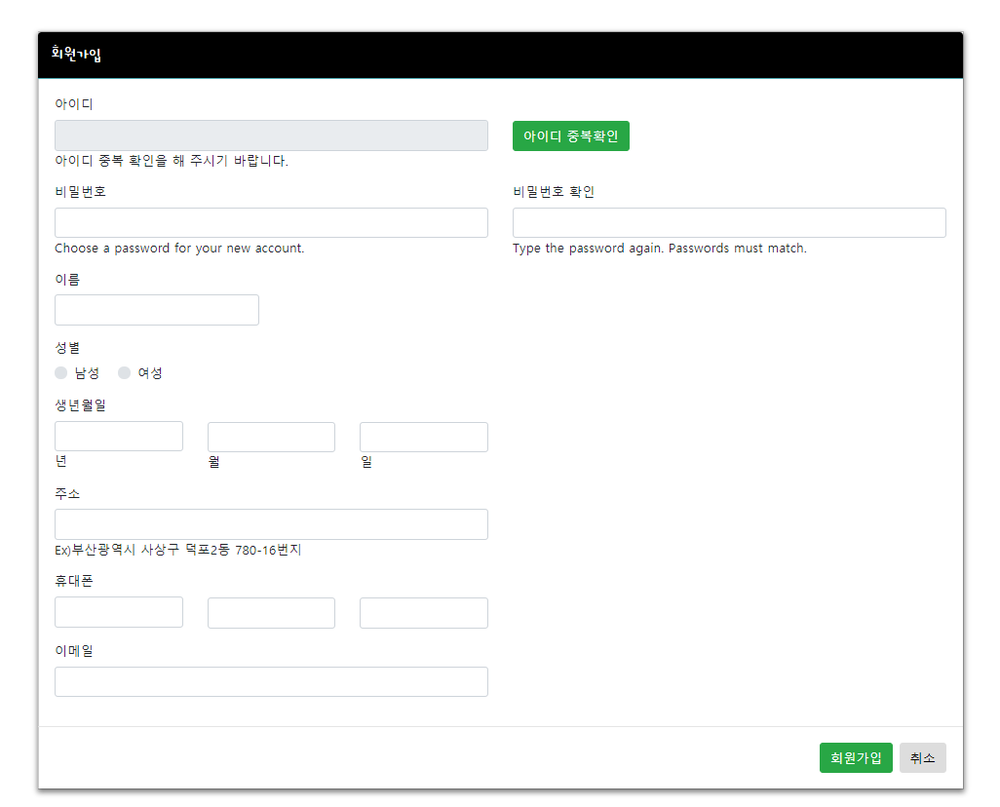 회원가입
아이디
아이디 중복확인
아이디 중복 확인을 해 주시기 바랍니다.
비밀번호
비밀번호 확인
Choose a password for your new account.
Type the password again. Passwords must match.
이름
성별
남성
여성
생년월일
년
월
일
주소
Ex)부산광역시 사상구 덕포2동 780-16번지
휴대폰
이메일
회원가입
취소